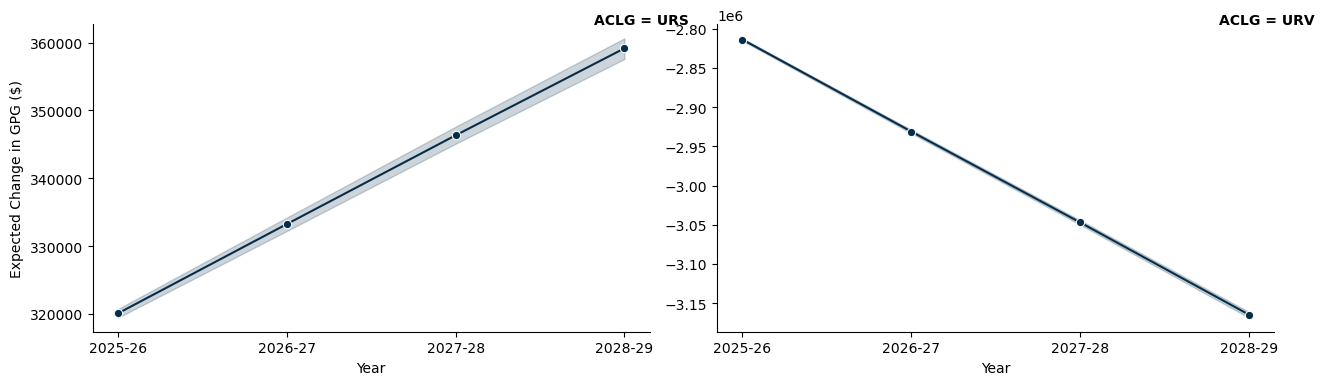 ACLG = URS
360000
350000
340000
330000
320000
Expected Change in GPG ($)
2025-26 2026-27 2027-28 2028-29
Year
ACLG = URV
1e6
−2.80
−2.85
−2.90
−2.95
−3.00
−3.05
−3.10
−3.15
2025-26 2026-27 2027-28 2028-29
Year